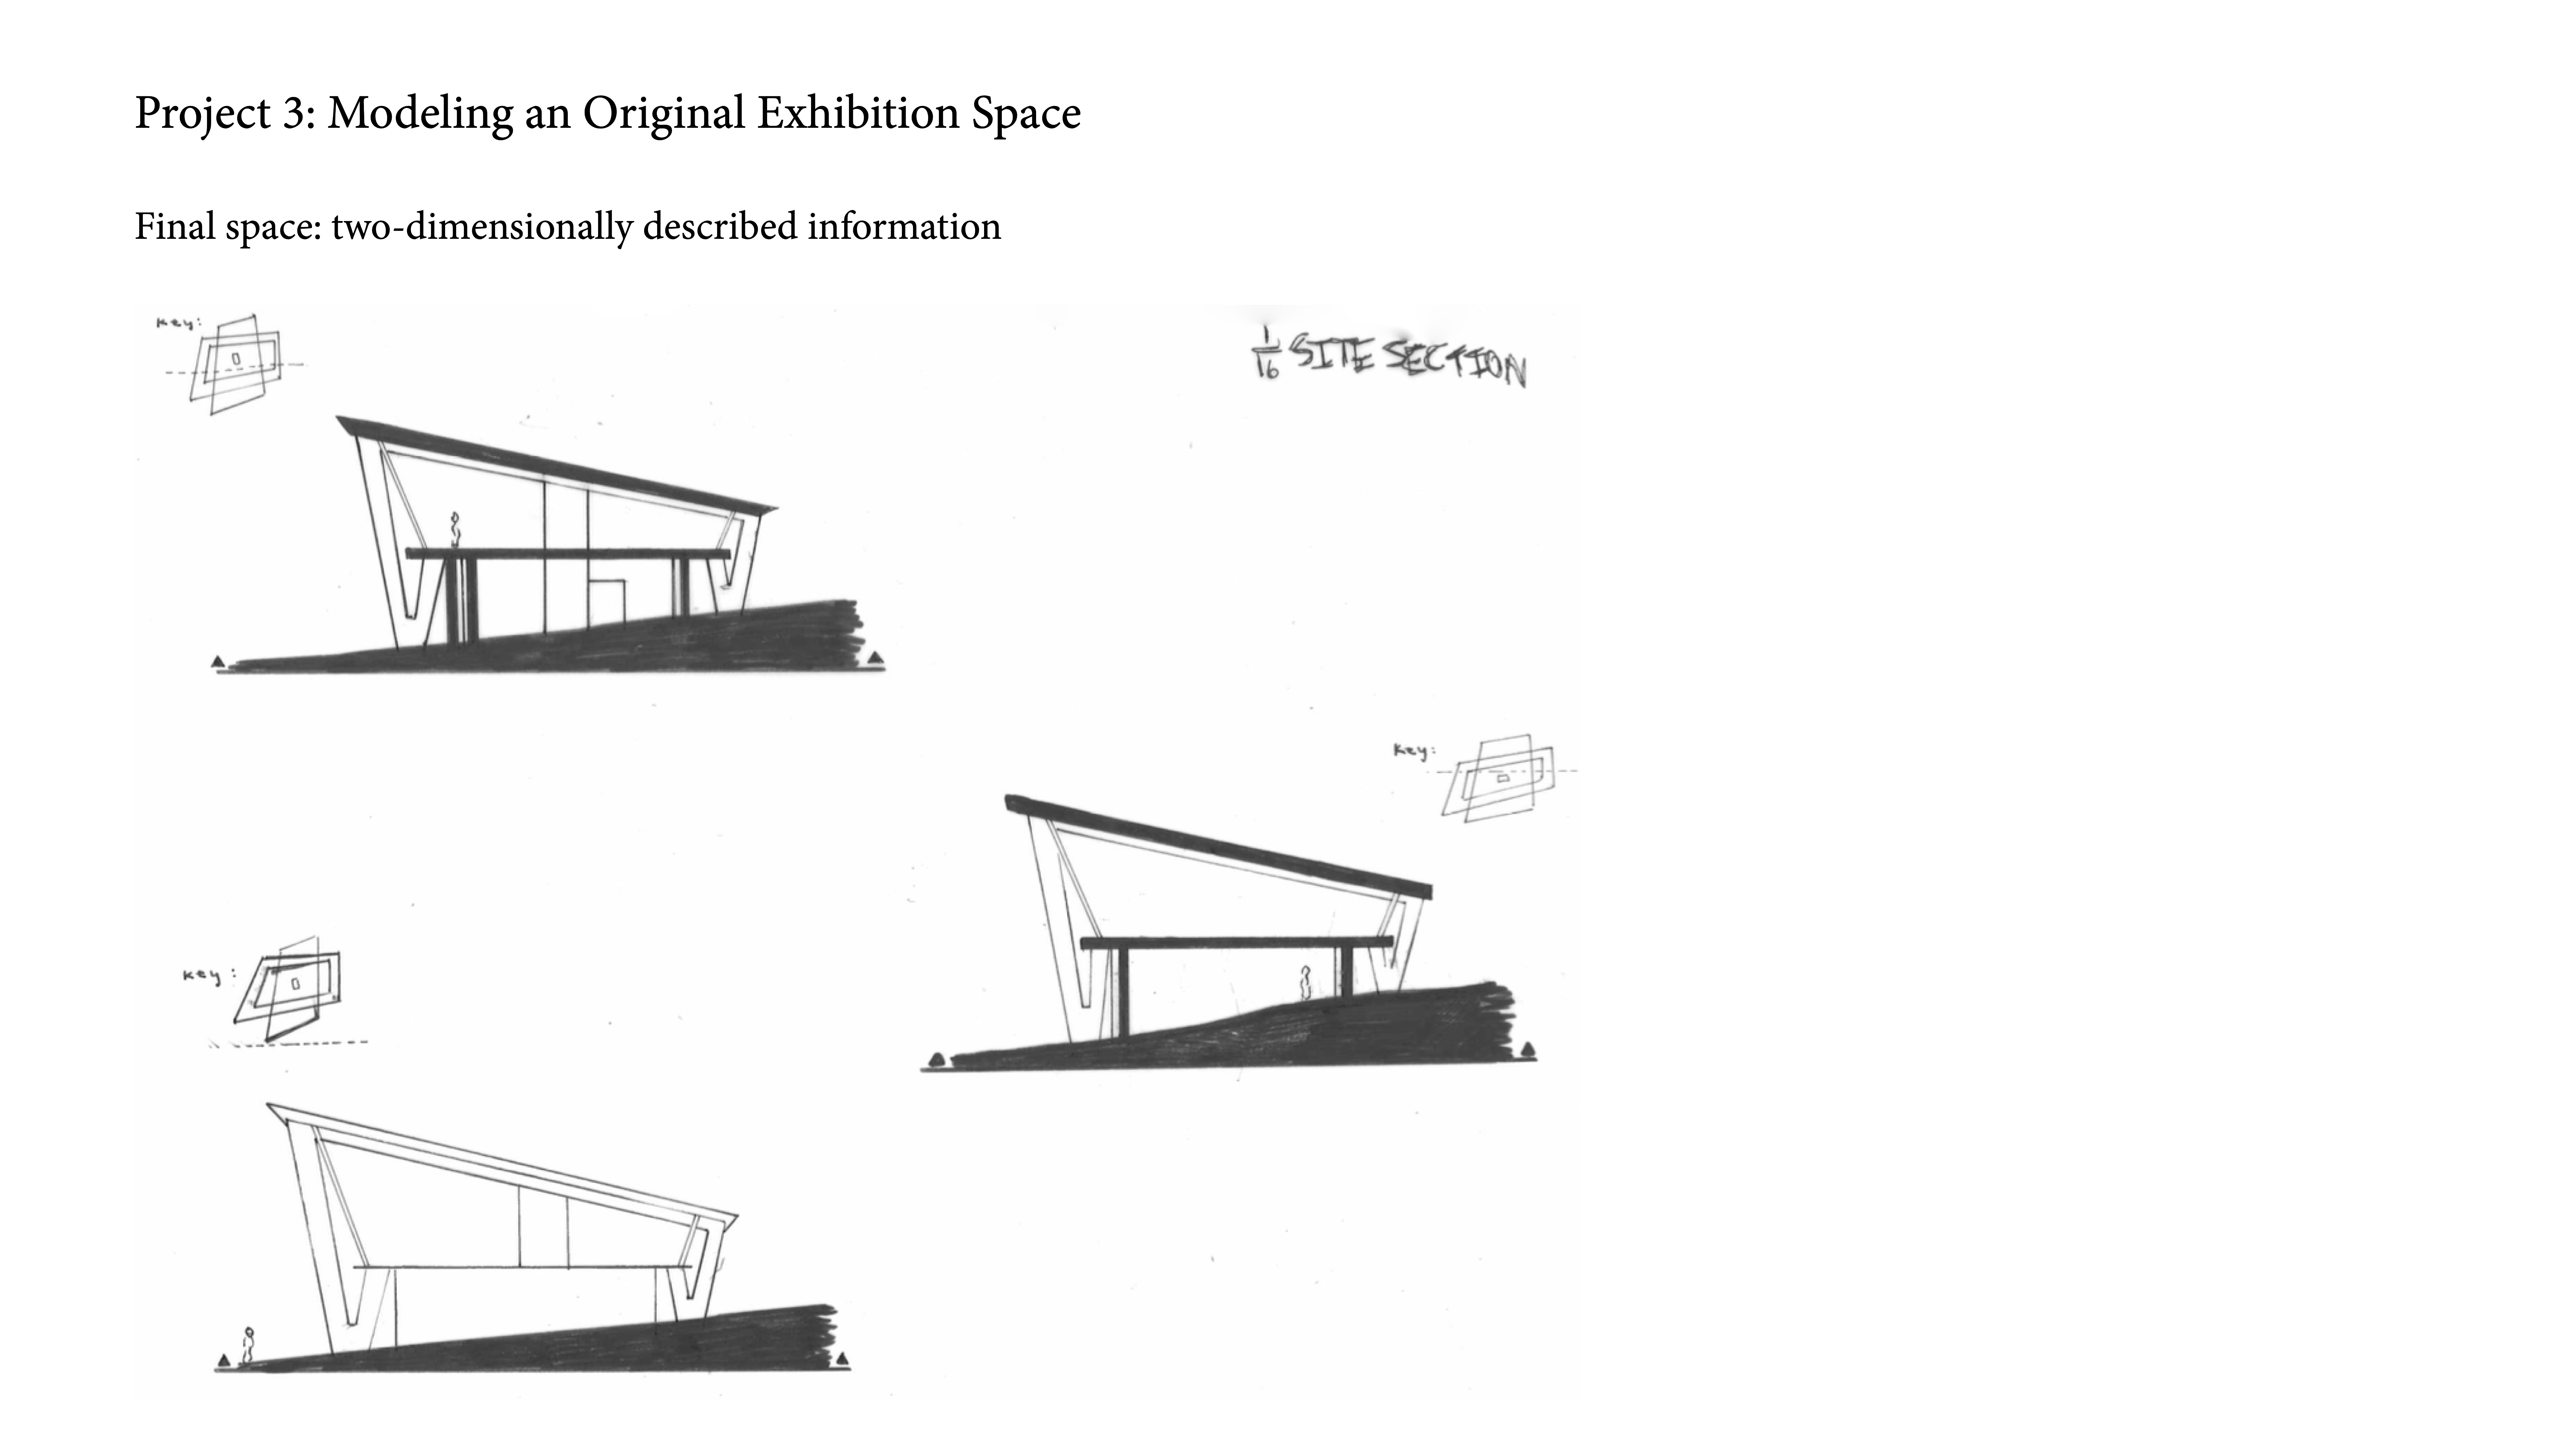 Project 3: Modeling an Original Exhibition Space
Final space: two-dimensionally described information
key:
1/16 SITE SECTION
key:
key: